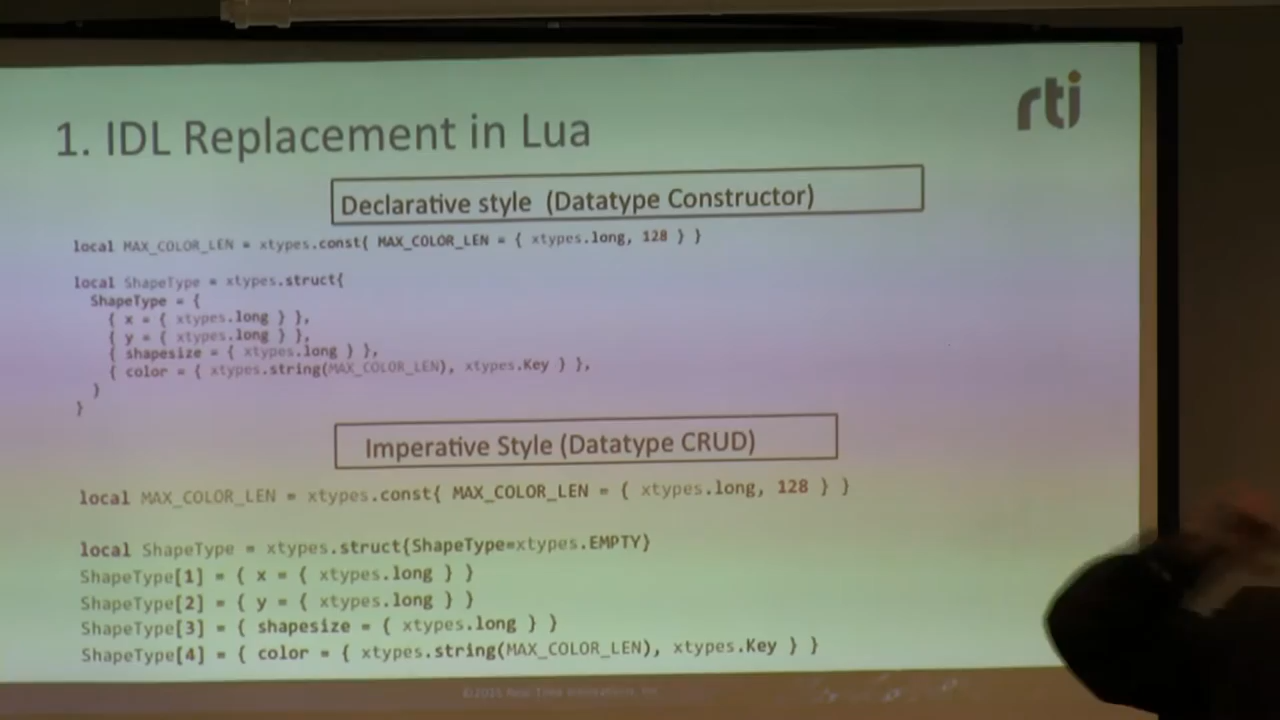 rti
1. IDL Replacement in Lua
Declarative style (Datatype Constructor)
local MAX_COLOR_LEN = xtypes.const{ MAX_COLOR_LEN = { xtypes.long, 128 } }
local ShapeType = xtypes.struct{
ShapeType = {
{ x = { xtypes.long } },
{ y = { xtypes.long } },
{ shapesize = { xtypes.long } },
{ color = { xtypes.string(MAX_COLOR_LEN), xtypes.Key } },
}
}
Imperative Style (Datatype CRUD)
local MAX_COLOR_LEN = xtypes.const{ MAX_COLOR_LEN = { xtypes.long, 128 } }
local ShapeType = xtypes.struct{ShapeType=xtypes.EMPTY}
ShapeType[1] = { x = { xtypes.long } }
ShapeType[2] = { y = { xtypes.long } }
ShapeType[3] = { shapesize = { xtypes.long } }
ShapeType[4] = { color = { xtypes.string(MAX_COLOR_LEN), xtypes.Key } }